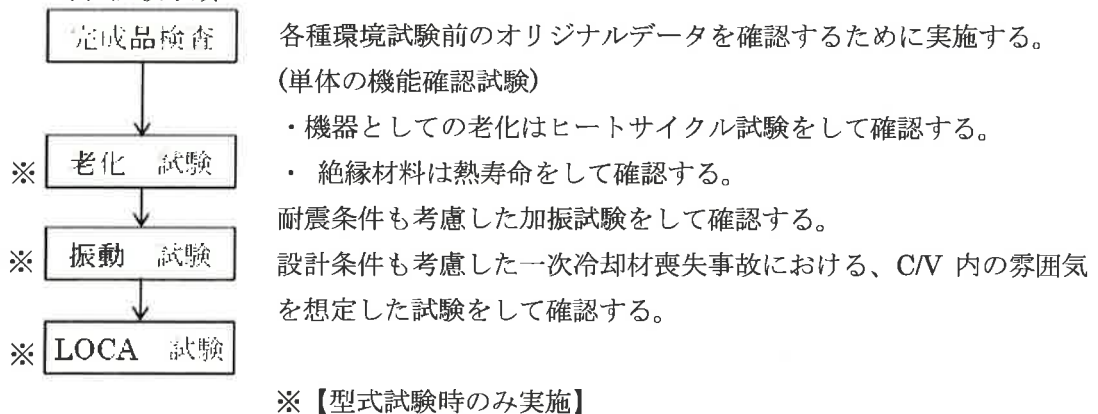 完成品検査
各種環境試験前のオリジナルデータを確認するために実施する。
(単体の機能確認試験)
・機器としての老化はヒートサイクル試験をして確認する。
※ 老化 試験
・ 絶縁材料は熱寿命をして確認する。
耐震条件も考慮した加振試験をして確認する。
※ 振動 試験
設計条件も考慮した一次冷却材喪失事故における、C/V 内の雰囲気
を想定した試験をして確認する。
※ LOCA 試験
※【型式試験時のみ実施】